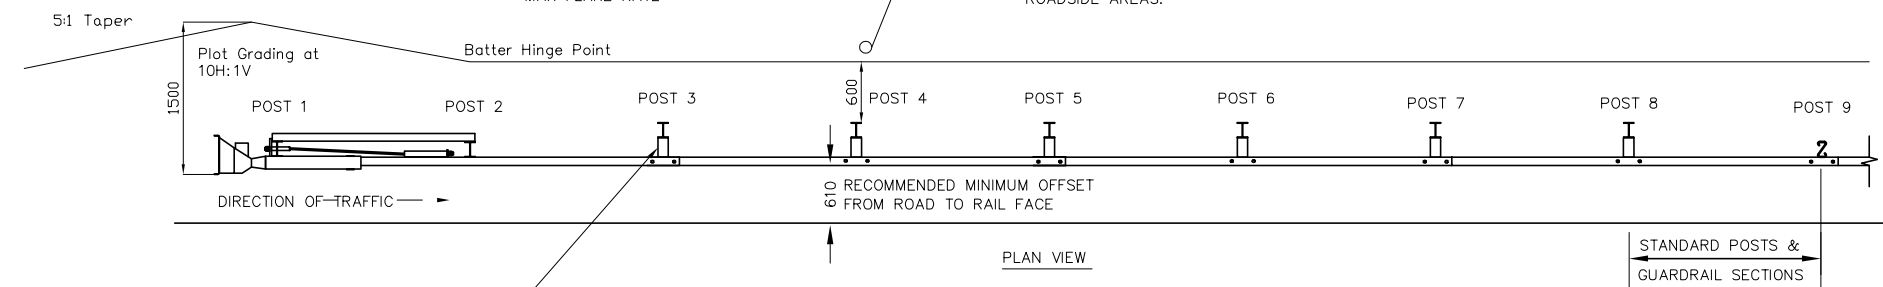 5:1 Taper
Plot Grading at
10H:1V
Batter Hinge Point
ROADSIDE AREAS.
1500
600
POST 1
POST 2
POST 3
POST 4
POST 5
POST 6
POST 7
POST 8
POST 9
DIRECTION OF TRAFFIC
610
RECOMMENDED MINIMUM OFFSET
FROM ROAD TO RAIL FACE
PLAN VIEW
STANDARD POSTS &
GUARDRAIL SECTIONS